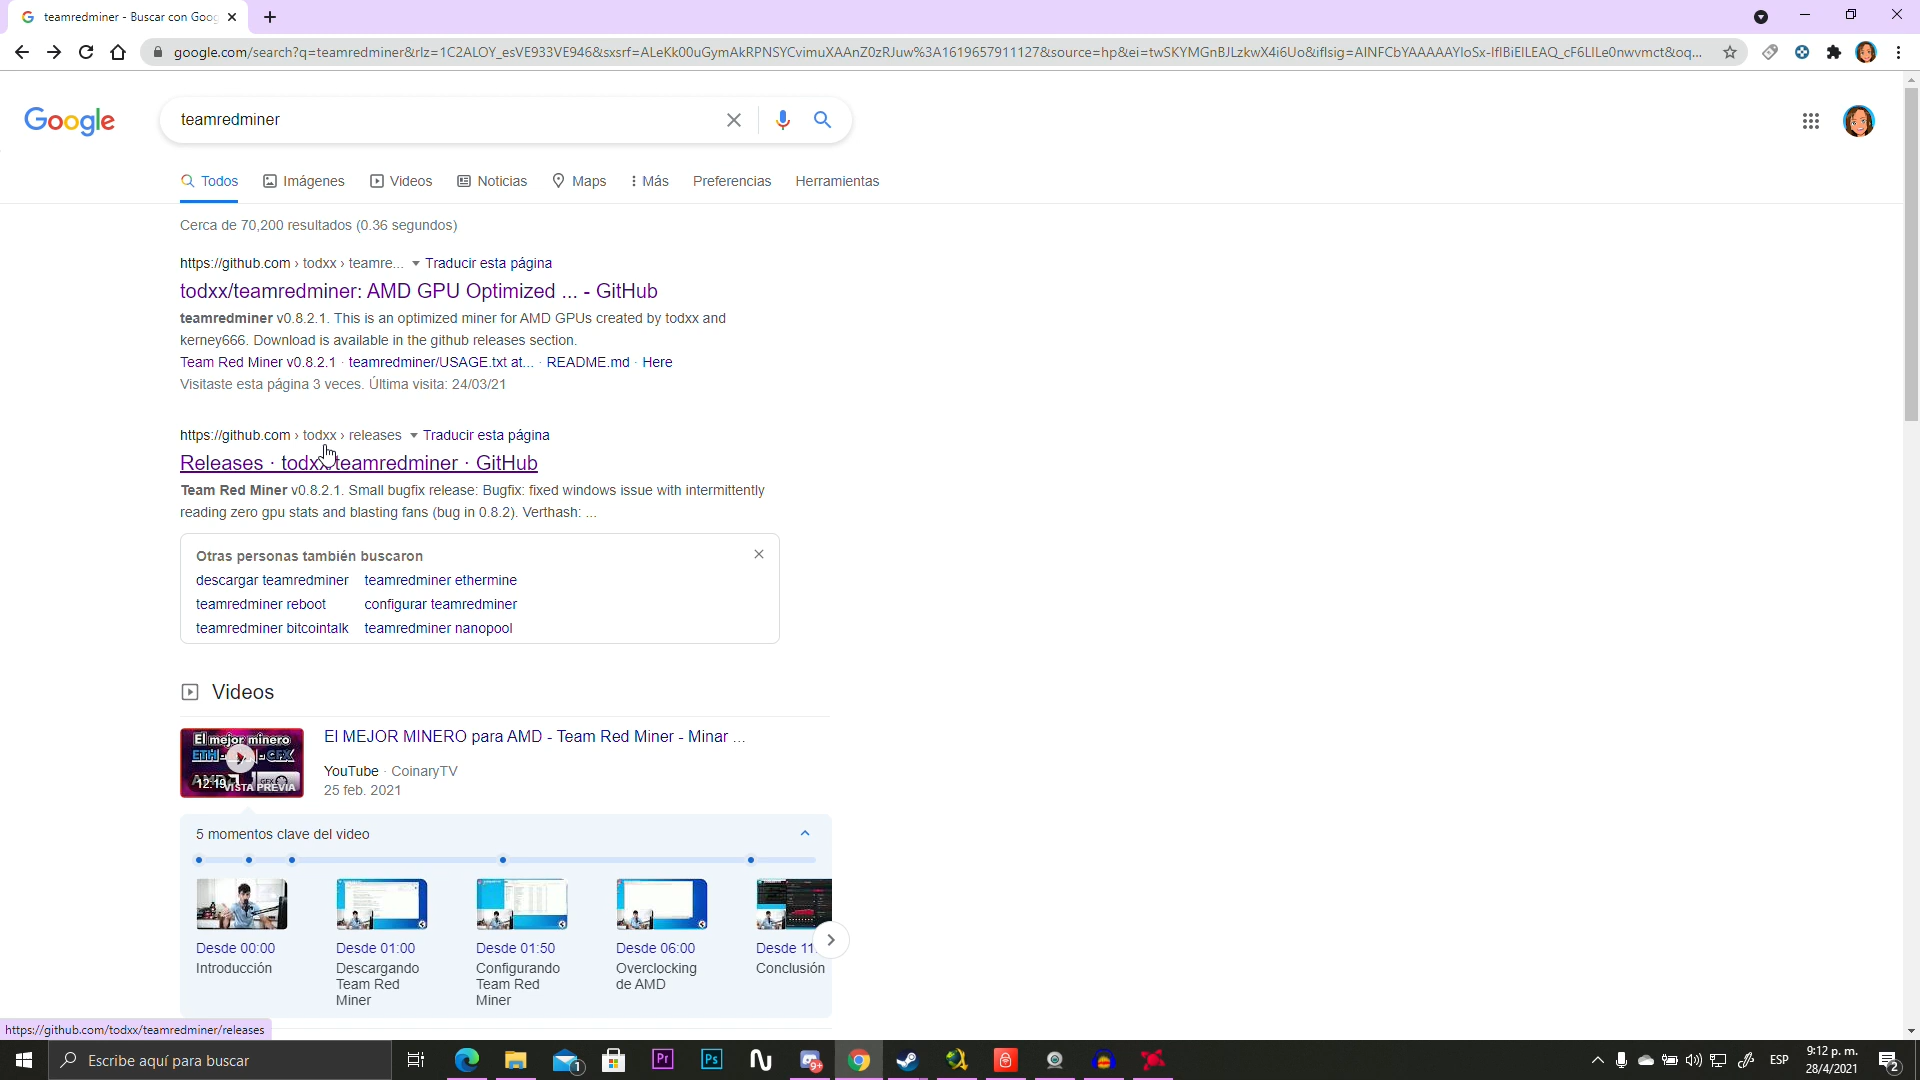 teamredminer - Buscar con Goog
google.com/search?q=teamredminer&rlz=1C2ALOY_esVE933VE946&sxsrf=ALeKk00uGymAkRPNSYCvimuXAAnZ0zRJuw%3A1619657911127&source=hp&ei=twSKYMGnBJLzkwX4i6Uo&iflsig=AINFCbYAAAAAYIoSx-IflBiEILEAQ_cF6LILe0nwvmct&oq...
Google
teamredminer
Todos Imágenes Videos Noticias Maps Más Preferencias Herramientas
Cerca de 70,200 resultados (0.36 segundos)
https://github.com › todxx › teamre... Traducir esta página
todxx/teamredminer: AMD GPU Optimized ... - GitHub
teamredminer v0.8.2.1. This is an optimized miner for AMD GPUs created by todxx and
kerney666. Download is available in the github releases section.
Team Red Miner v0.8.2.1 · teamredminer/USAGE.txt at... · README.md · Here
Visitaste esta página 3 veces. Última visita: 24/03/21
https://github.com › todxx › releases Traducir esta página
Releases · todxx/teamredminer · GitHub
Team Red Miner v0.8.2.1. Small bugfix release: Bugfix: fixed windows issue with intermittently
reading zero gpu stats and blasting fans (bug in 0.8.2). Verthash: ...
Otras personas también buscaron
descargar teamredminer teamredminer ethermine
teamredminer reboot configurar teamredminer
teamredminer bitcointalk teamredminer nanopool
Videos
El mejor minero
ETH - - GFX
AMD GFX
12:19 VISTA PREVIA
El MEJOR MINERO para AMD - Team Red Miner - Minar ...
YouTube · CoinaryTV
25 feb. 2021
5 momentos clave del video
Desde 00:00 Desde 01:00 Desde 01:50 Desde 06:00 Desde 11:
Introducción Descargando Configurando Overclocking Conclusión
Team Red Team Red de AMD
Miner Miner
https://github.com/todxx/teamredminer/releases
Escribe aquí para buscar
1
Pr
Ps
9+
ESP
9:12 p. m.
28/4/2021
2